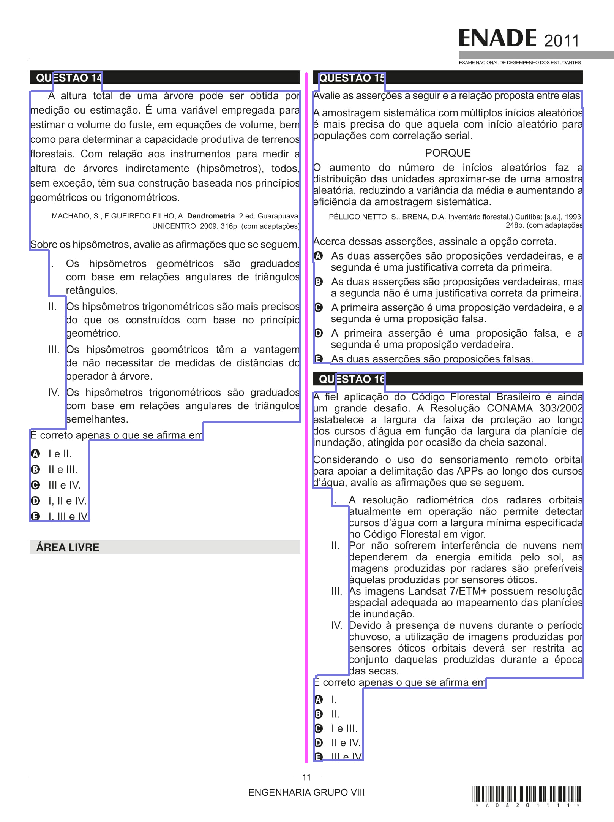 ENADE 2011
EXAME NACIONAL DE DESEMPENHO DOS ESTUDANTES
QUESTÃO 14
A altura total de uma árvore pode ser obtida por
medição ou estimação. É uma variável empregada para
estimar o volume do fuste, em equações de volume, bem
como para determinar a capacidade produtiva de terrenos
florestais. Com relação aos instrumentos para medir a
altura de árvores indiretamente (hipsômetros), todos,
sem exceção, têm sua construção baseada nos princípios
geométricos ou trigonométricos.
MACHADO, S.; FIGUEIREDO FILHO, A. Dendrometria. 2 ed. Guarapuava:
UNICENTRO, 2009, 316p. (com adaptações)
Sobre os hipsômetros, avalie as afirmações que se seguem.
I. Os hipsômetros geométricos são graduados
com base em relações angulares de triângulos
retângulos.
II. Os hipsômetros trigonométricos são mais precisos
do que os construídos com base no princípio
geométrico.
III. Os hipsômetros geométricos têm a vantagem
de não necessitar de medidas de distâncias do
operador à árvore.
IV. Os hipsômetros trigonométricos são graduados
com base em relações angulares de triângulos
semelhantes.
É correto apenas o que se afirma em
A I e II.
B II e III.
C III e IV.
D I, II e IV.
E I, III e IV.
ÁREA LIVRE
QUESTÃO 15
Avalie as asserções a seguir e a relação proposta entre elas.
A amostragem sistemática com múltiplos inícios aleatórios
é mais precisa do que aquela com início aleatório para
populações com correlação serial.
PORQUE
O aumento do número de inícios aleatórios faz a
distribuição das unidades aproximar-se de uma amostra
aleatória, reduzindo a variância da média e aumentando a
eficiência da amostragem sistemática.
PÉLLICO NETTO, S.; BRENA, D.A. Inventário florestal.) Curitiba: [s.e.], 1993,
248p. (com adaptações
Acerca dessas asserções, assinale a opção correta.
A As duas asserções são proposições verdadeiras, e a
segunda é uma justificativa correta da primeira.
B As duas asserções são proposições verdadeiras, mas
a segunda não é uma justificativa correta da primeira.
C A primeira asserção é uma proposição verdadeira, e a
segunda é uma proposição falsa.
D A primeira asserção é uma proposição falsa, e a
segunda é uma proposição verdadeira.
E As duas asserções são proposições falsas.
QUESTÃO 16
A fiel aplicação do Código Florestal Brasileiro é ainda
um grande desafio. A Resolução CONAMA 303/2002
estabelece a largura da faixa de proteção ao longo
dos cursos d'água em função da largura da planície de
inundação, atingida por ocasião da cheia sazonal.
Considerando o uso do sensoriamento remoto orbital
para apoiar a delimitação das APPs ao longo dos cursos
d'água, avalie as afirmações que se seguem.
I. A resolução radiométrica dos radares orbitais
atualmente em operação não permite detectar
cursos d'água com a largura mínima especificada
no Código Florestal em vigor.
II. Por não sofrerem interferência de nuvens nem
dependerem da energia emitida pelo sol, as
imagens produzidas por radares são preferíveis
àquelas produzidas por sensores óticos.
III. As imagens Landsat 7/ETM+ possuem resolução
espacial adequada ao mapeamento das planícies
de inundação.
IV. Devido à presença de nuvens durante o período
chuvoso, a utilização de imagens produzidas por
sensores óticos orbitais deverá ser restrita ao
conjunto daquelas produzidas durante a época
das secas.
É correto apenas o que se afirma em
A I.
B II.
C I e III.
D II e IV.
E III e IV.
11
ENGENHARIA GRUPO VIII